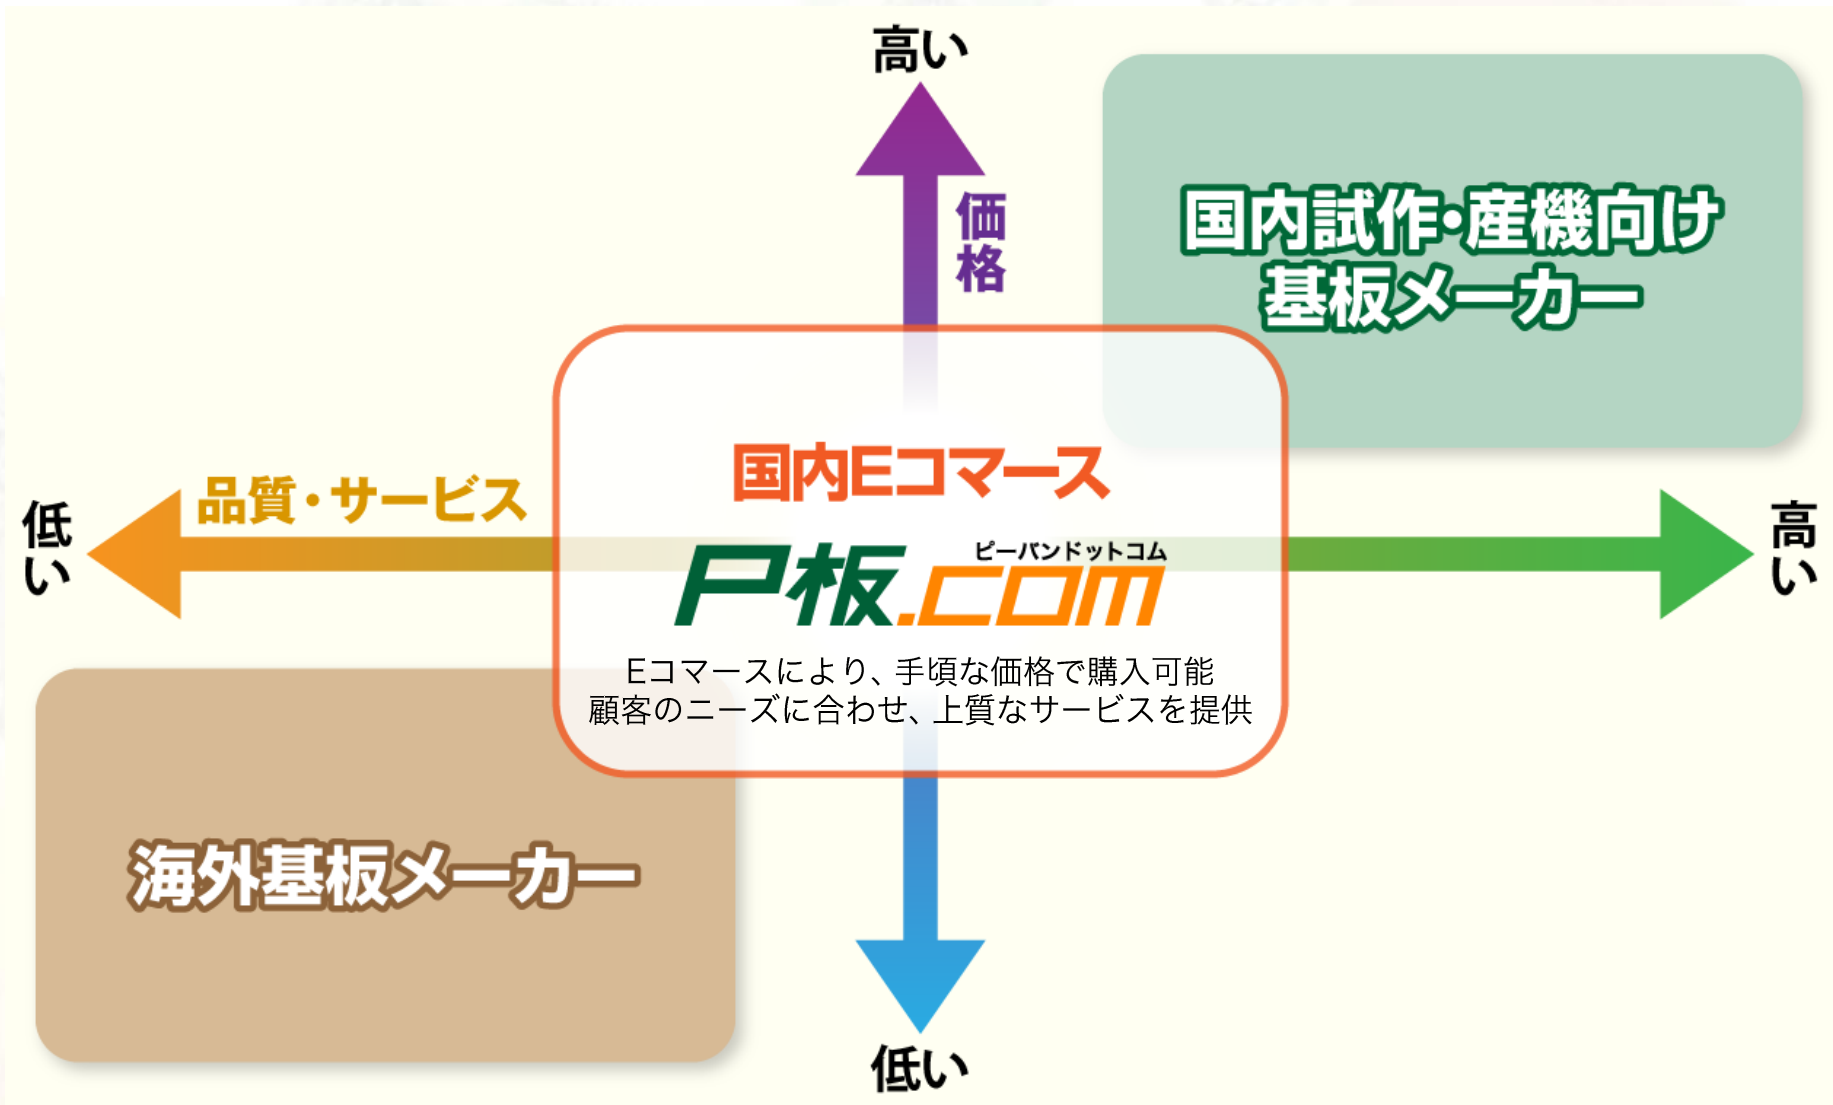 高い
価格
国内試作・産機向け
基板メーカー
国内Eコマース
品質・サービス
低い
高い
ピーバンドットコム
P板.com
Eコマースにより、手頃な価格で購入可能
顧客のニーズに合わせ、上質なサービスを提供
海外基板メーカー
低い